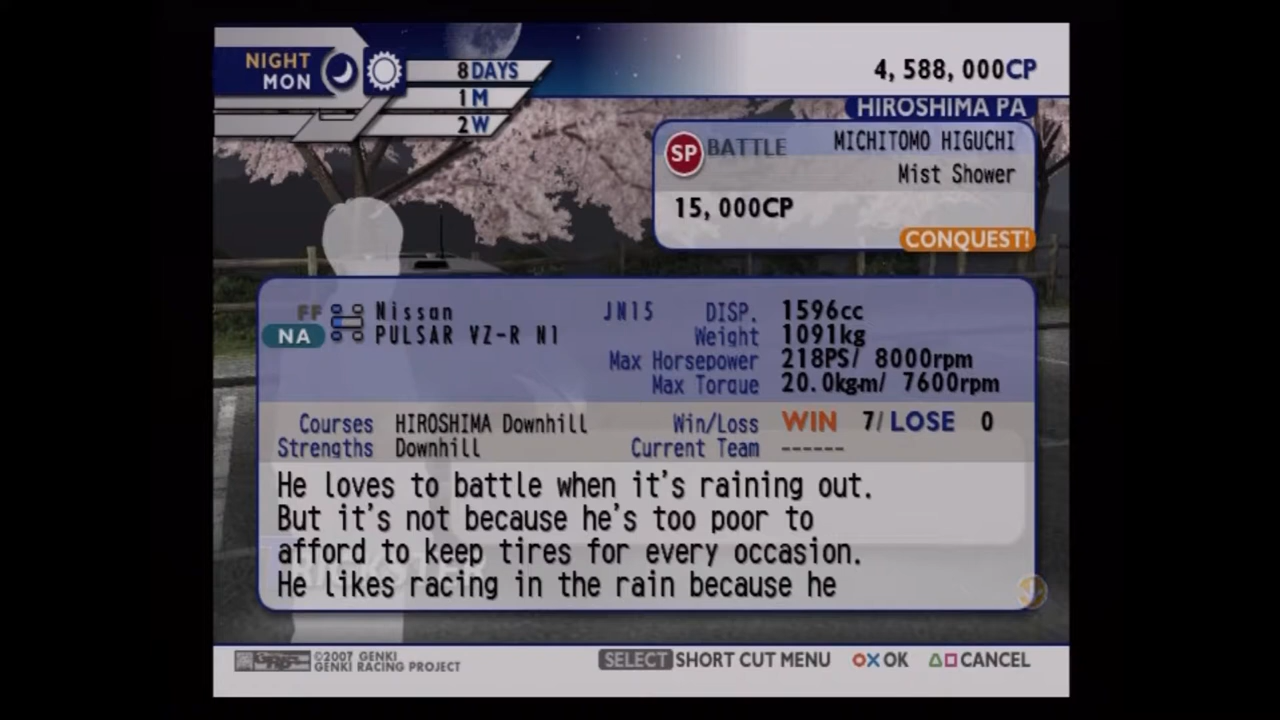 NIGHT
MON
8DAYS
1M
2W
4,588,000CP
HIROSHIMA PA
SP BATTLE MICHITOMO HIGUCHI
Mist Shower
15,000CP
CONQUEST!
FF Nissan JN15 DISP. 1596cc
NA PULSAR VZ-R N1 Weight 1091kg
Max Horsepower 218PS/ 8000rpm
Max Torque 20.0kgm/ 7600rpm
Courses HIROSHIMA Downhill Win/Loss WIN 7/LOSE 0
Strengths Downhill Current Team ------
He loves to battle when it's raining out.
But it's not because he's too poor to
afford to keep tires for every occasion.
He likes racing in the rain because he
©2007 GENKI
GENKI RACING PROJECT
SELECT SHORT CUT MENU OK CANCEL